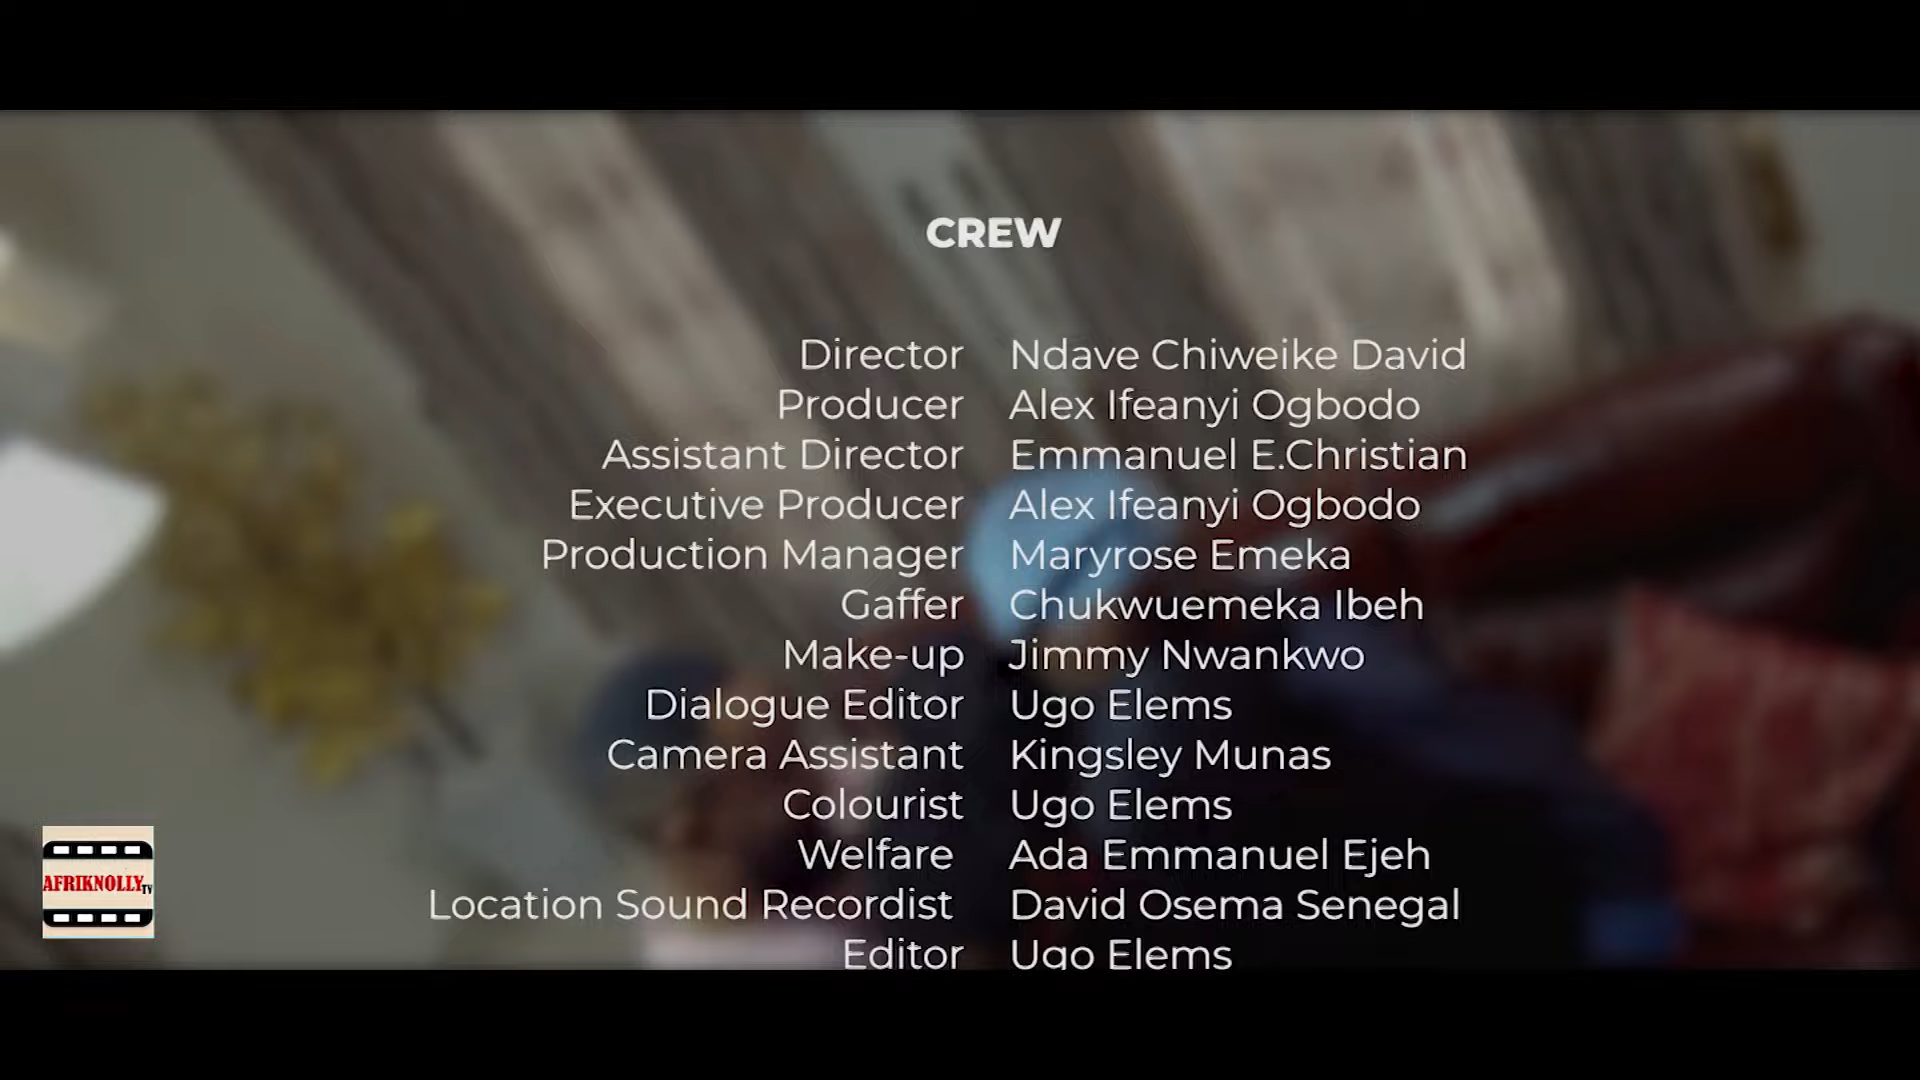 CREW
Director Ndave Chiweike David
Producer Alex Ifeanyi Ogbodo
Assistant Director Emmanuel E.Christian
Executive Producer Alex Ifeanyi Ogbodo
Production Manager Maryrose Emeka
Gaffer Chukwuemeka Ibeh
Make-up Jimmy Nwankwo
Dialogue Editor Ugo Elems
Camera Assistant Kingsley Munas
Colourist Ugo Elems
Welfare Ada Emmanuel Ejeh
Location Sound Recordist David Osema Senegal
Editor Ugo Elems
AFRIKNOLLY TV